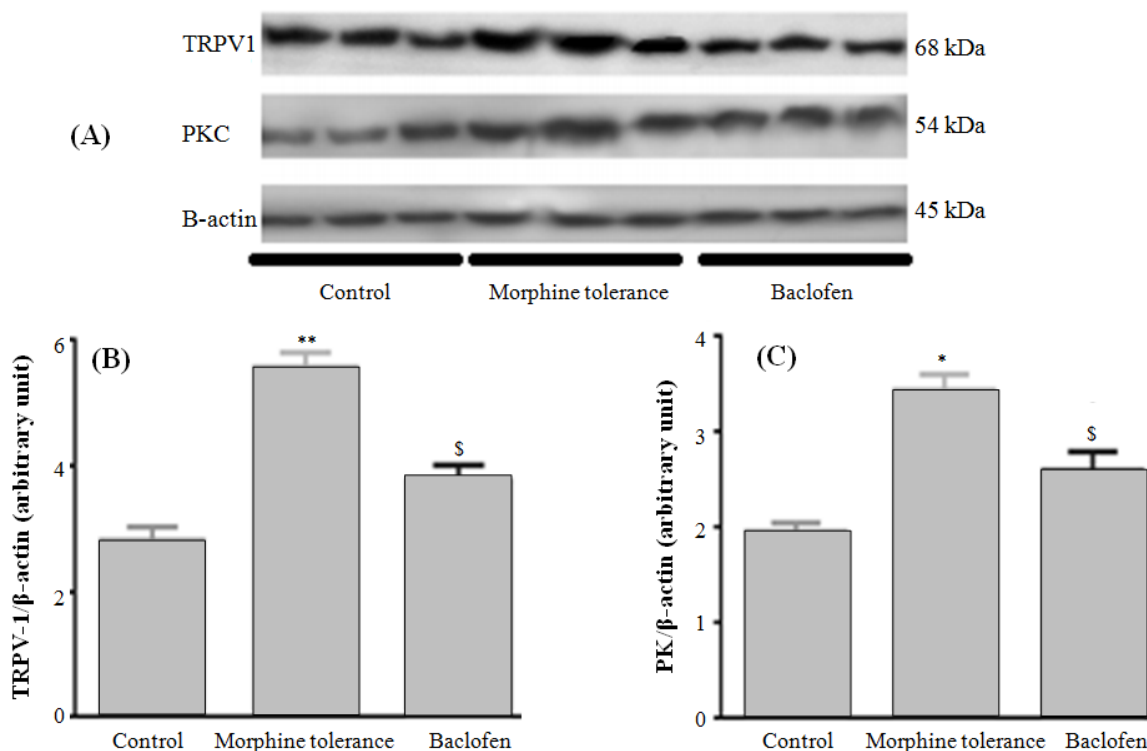 TRPV1
68 kDa
(A)
PKC
54 kDa
B-actin
45 kDa
Control Morphine tolerance Baclofen
(B)
TRPV-1/β-actin (arbitrary unit)
6
4
2
0
**
$
Control Morphine tolerance Baclofen
(C)
PK/β-actin (arbitrary unit)
4
3
2
1
0
*
$
Control Morphine tolerance Baclofen